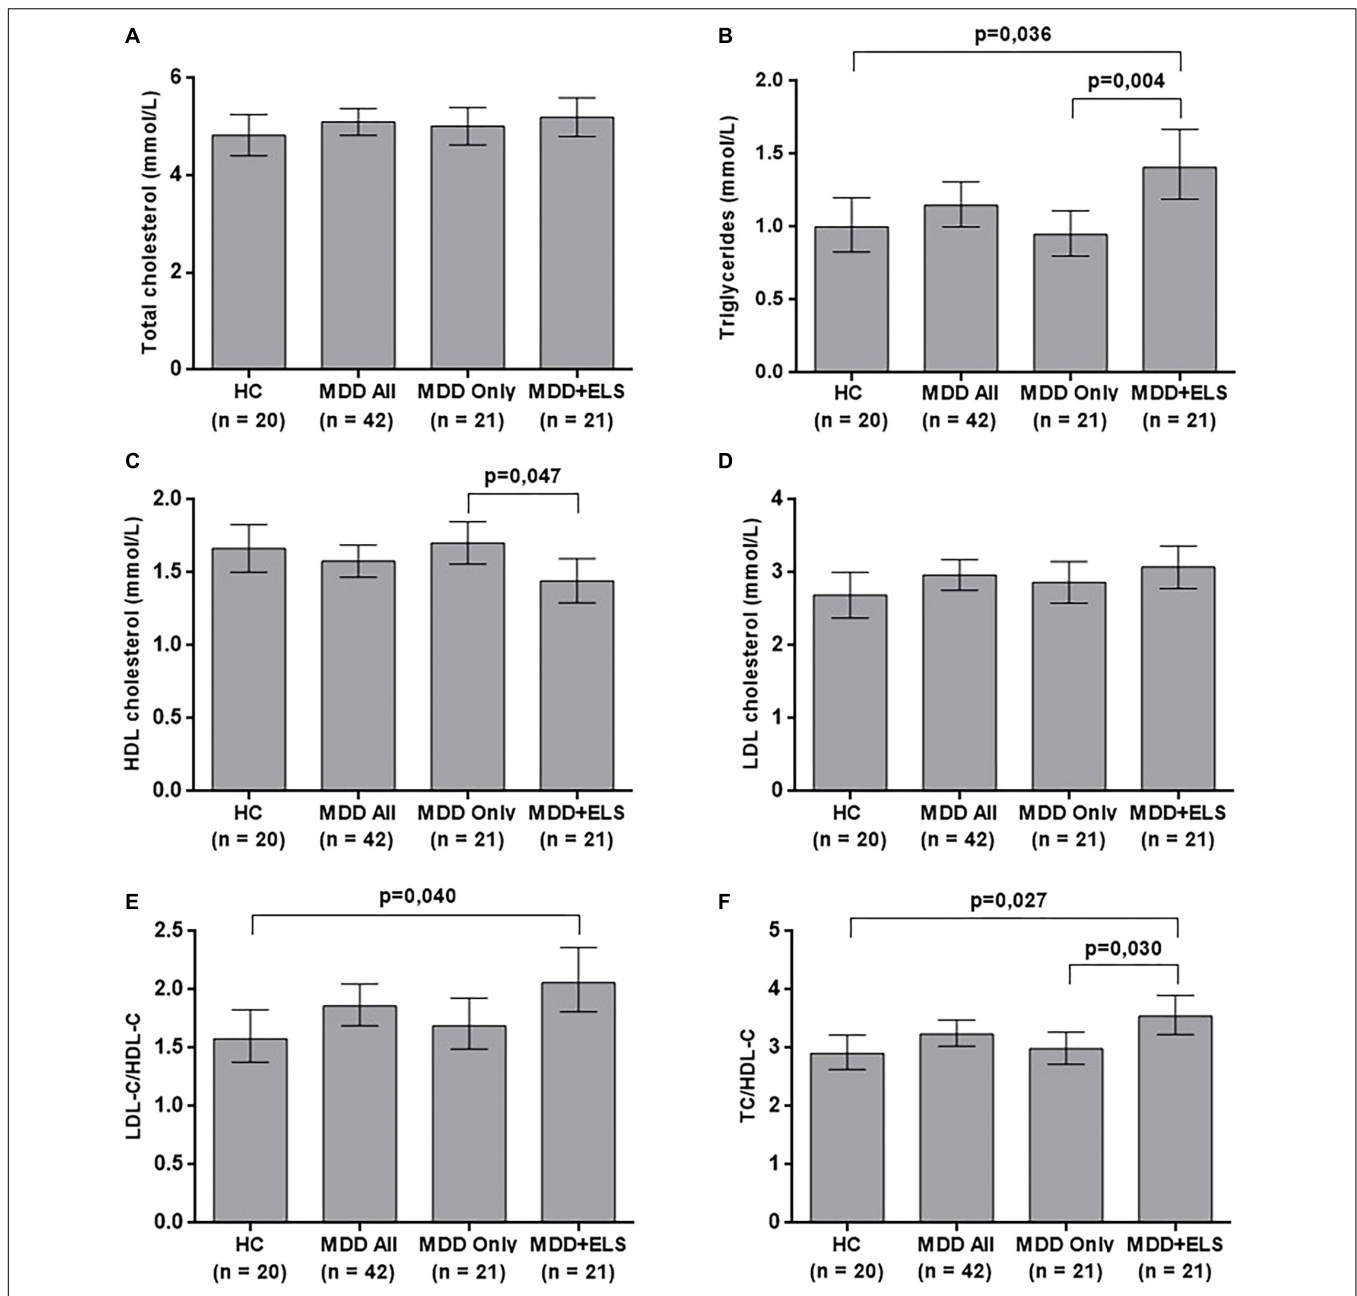 A
Total cholesterol (mmol/L)
6
4
2
0
HC MDD All MDD Only MDD+ELS
(n = 20) (n = 42) (n = 21) (n = 21)
B
p=0,036
p=0,004
Triglycerides (mmol/L)
2.0
1.5
1.0
0.5
0.0
HC MDD All MDD Only MDD+ELS
(n = 20) (n = 42) (n = 21) (n = 21)
C
p=0,047
HDL cholesterol (mmol/L)
2.0
1.5
1.0
0.5
0.0
HC MDD All MDD Only MDD+ELS
(n = 20) (n = 42) (n = 21) (n = 21)
D
LDL cholesterol (mmol/L)
4
3
2
1
0
HC MDD All MDD Only MDD+ELS
(n = 20) (n = 42) (n = 21) (n = 21)
E
p=0,040
LDL-C/HDL-C
2.5
2.0
1.5
1.0
0.5
0.0
HC MDD All MDD Only MDD+ELS
(n = 20) (n = 42) (n = 21) (n = 21)
F
p=0,027
p=0,030
TC/HDL-C
5
4
3
2
1
0
HC MDD All MDD Only MDD+ELS
(n = 20) (n = 42) (n = 21) (n = 21)